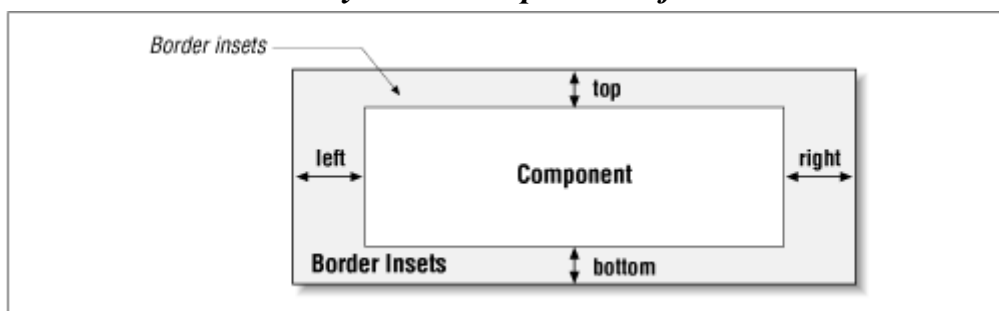 Border insets
top
left
Component
right
Border Insets
bottom